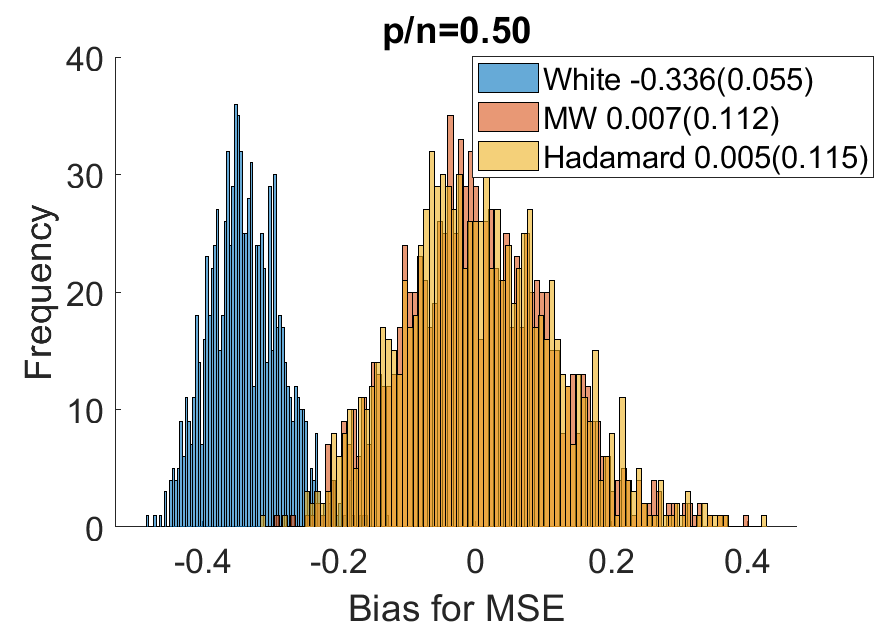 p/n=0.50
White -0.336(0.055)
MW 0.007(0.112)
Hadamard 0.005(0.115)
40
30
20
10
0
Frequency
-0.4 -0.2 0 0.2 0.4
Bias for MSE